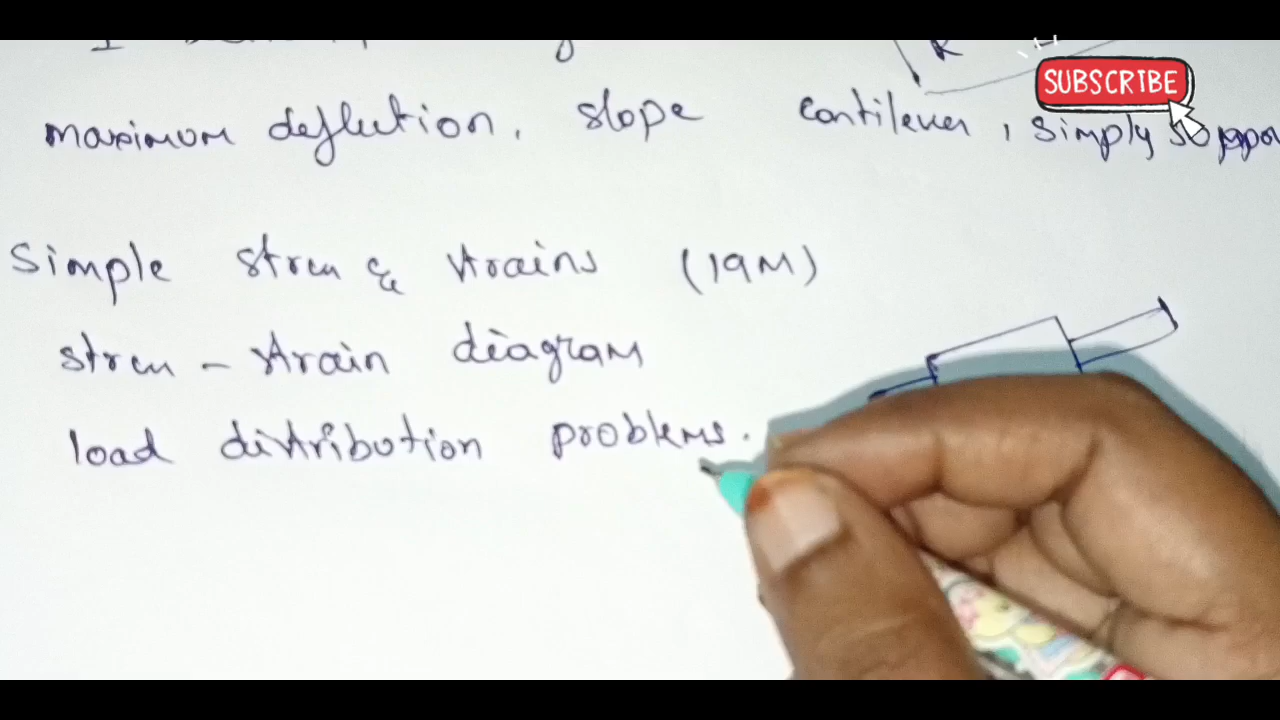 K
SUBSCRIBE
maximum deflection, slope cantilever, simply
simple stress & strains (19M)
stress - strain diagram
load distribution problems.